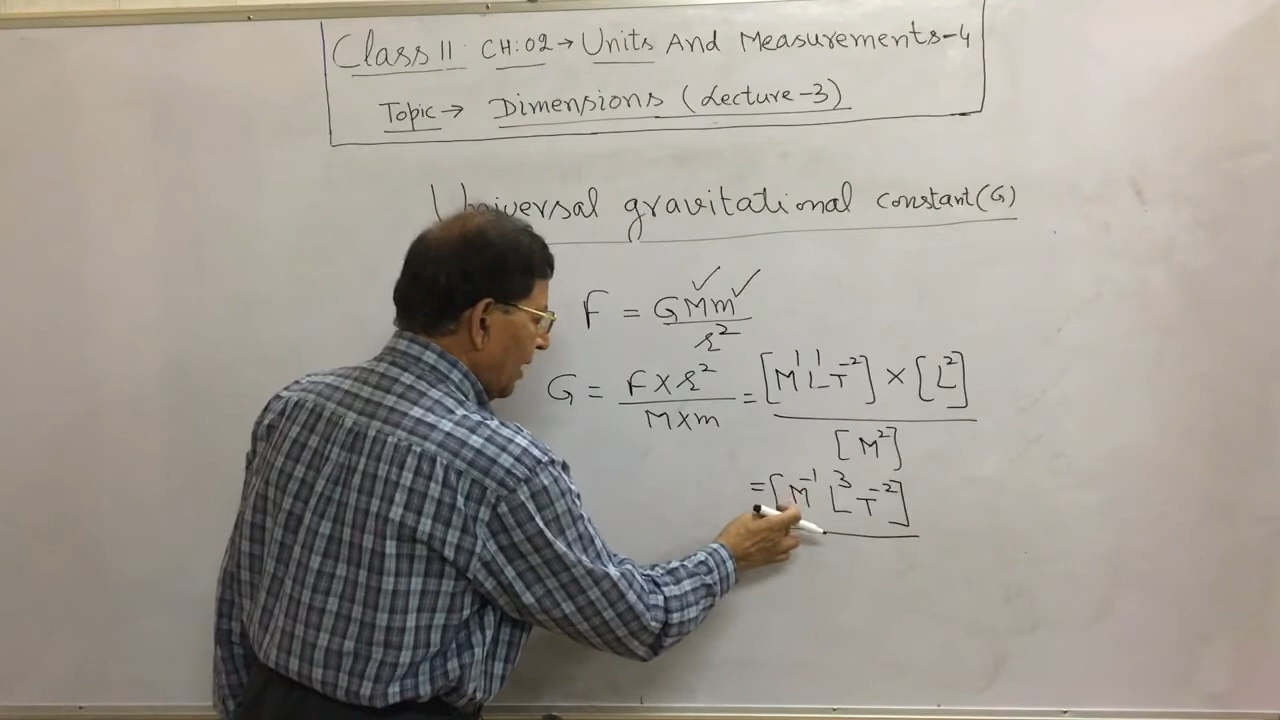 Class 11 CH:02→ Units And Measurements-4
Topic→ Dimensions (Lecture-3)
Universal gravitational constant(G)
F = GMm/r²
G = F×r²/M×m = [M¹L¹T⁻²] × [L²]/[M²]
= [M⁻¹ L³ T⁻²]